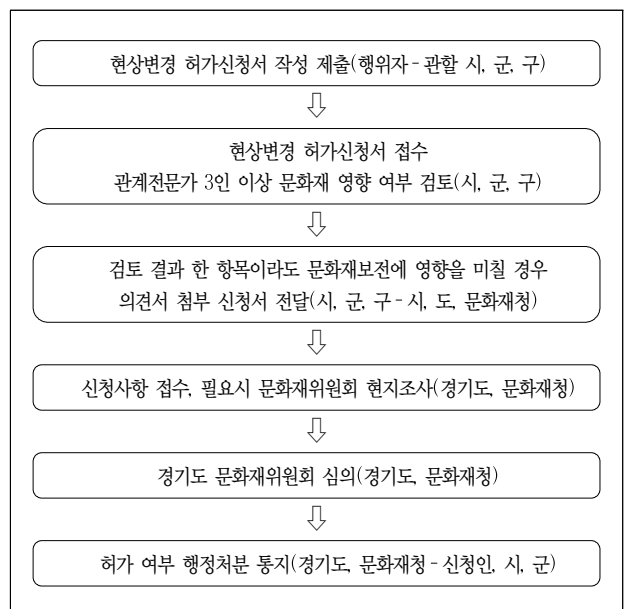 현상변경 허가신청서 작성 제출(행위자 - 관할 시, 군, 구)
현상변경 허가신청서 접수
관계전문가 3인 이상 문화재 영향 여부 검토(시, 군, 구)
검토 결과 한 항목이라도 문화재보전에 영향을 미칠 경우
의견서 첨부 신청서 전달(시, 군, 구 - 시, 도, 문화재청)
신청사항 접수, 필요시 문화재위원회 현지조사(경기도, 문화재청)
경기도 문화재위원회 심의(경기도, 문화재청)
허가 여부 행정처분 통지(경기도, 문화재청 - 신청인, 시, 군)